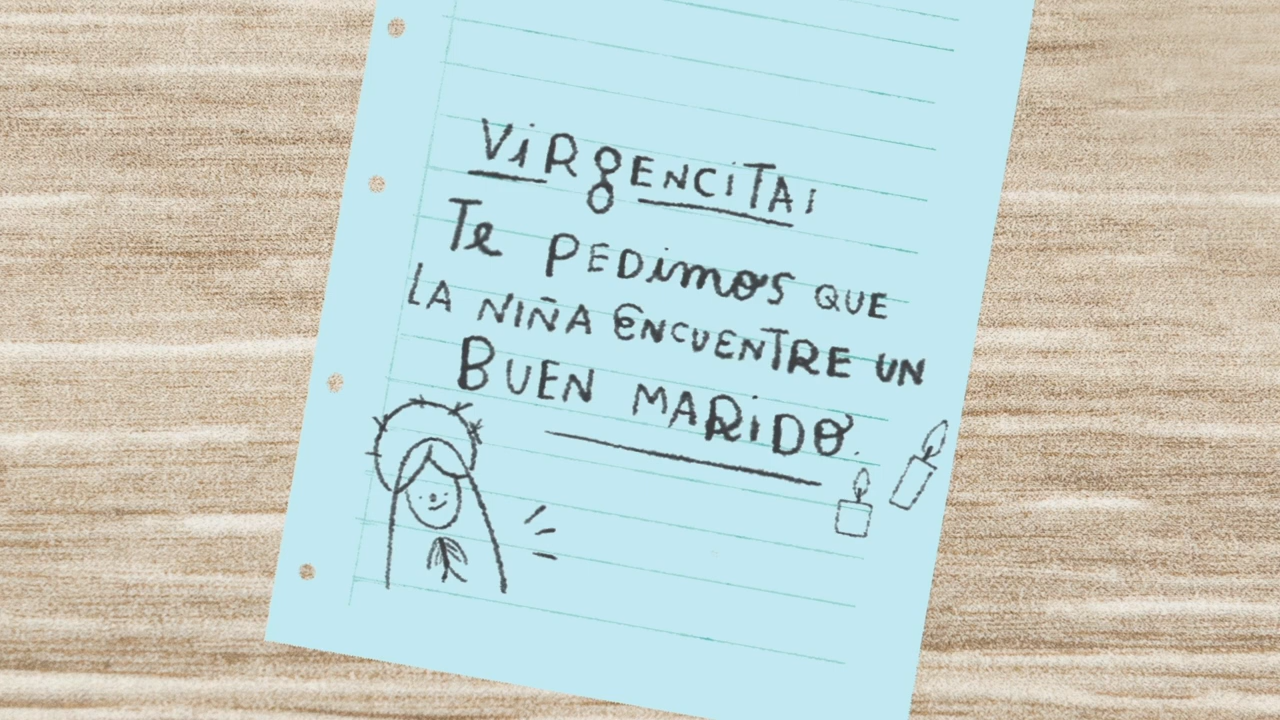 ViRgENCiTA¡
Te PEDimos QUE
LA NIÑA eNCUENTRE UN
BUEN MARiDO.